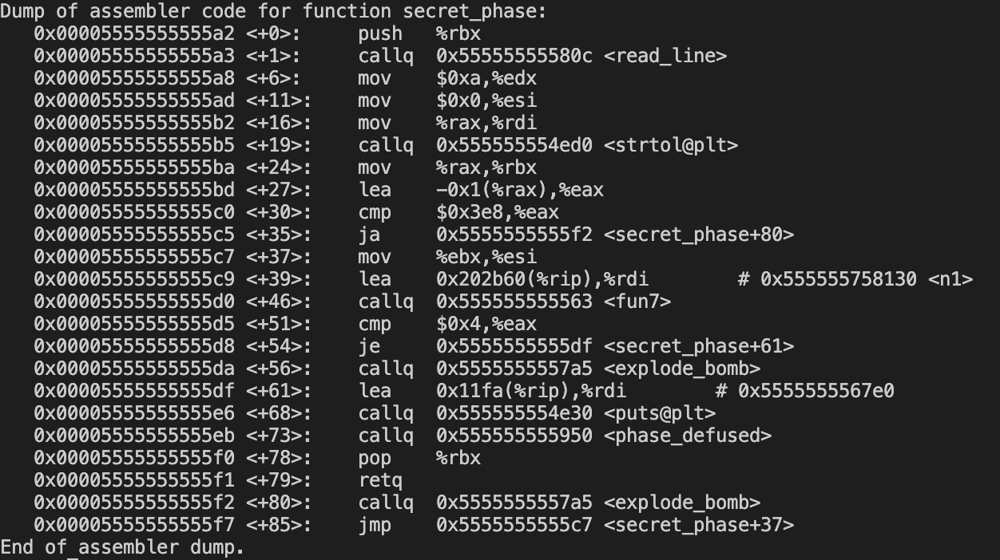 Dump of assembler code for function secret_phase:
   0x00005555555555a2 <+0>:     push   %rbx
   0x00005555555555a3 <+1>:     callq  0x55555555580c <read_line>
   0x00005555555555a8 <+6>:     mov    $0xa,%edx
   0x00005555555555ad <+11>:    mov    $0x0,%esi
   0x00005555555555b2 <+16>:    mov    %rax,%rdi
   0x00005555555555b5 <+19>:    callq  0x555555554ed0 <strtol@plt>
   0x00005555555555ba <+24>:    mov    %rax,%rbx
   0x00005555555555bd <+27>:    lea    -0x1(%rax),%eax
   0x00005555555555c0 <+30>:    cmp    $0x3e8,%eax
   0x00005555555555c5 <+35>:    ja     0x5555555555f2 <secret_phase+80>
   0x00005555555555c7 <+37>:    mov    %ebx,%esi
   0x00005555555555c9 <+39>:    lea    0x202b60(%rip),%rdi        # 0x555555758130 <n1>
   0x00005555555555d0 <+46>:    callq  0x555555555563 <fun7>
   0x00005555555555d5 <+51>:    cmp    $0x4,%eax
   0x00005555555555d8 <+54>:    je     0x5555555555df <secret_phase+61>
   0x00005555555555da <+56>:    callq  0x5555555557a5 <explode_bomb>
   0x00005555555555df <+61>:    lea    0x11fa(%rip),%rdi        # 0x5555555567e0
   0x00005555555555e6 <+68>:    callq  0x555555554e30 <puts@plt>
   0x00005555555555eb <+73>:    callq  0x555555555950 <phase_defused>
   0x00005555555555f0 <+78>:    pop    %rbx
   0x00005555555555f1 <+79>:    retq
   0x00005555555555f2 <+80>:    callq  0x5555555557a5 <explode_bomb>
   0x00005555555555f7 <+85>:    jmp    0x5555555555c7 <secret_phase+37>
End of assembler dump.